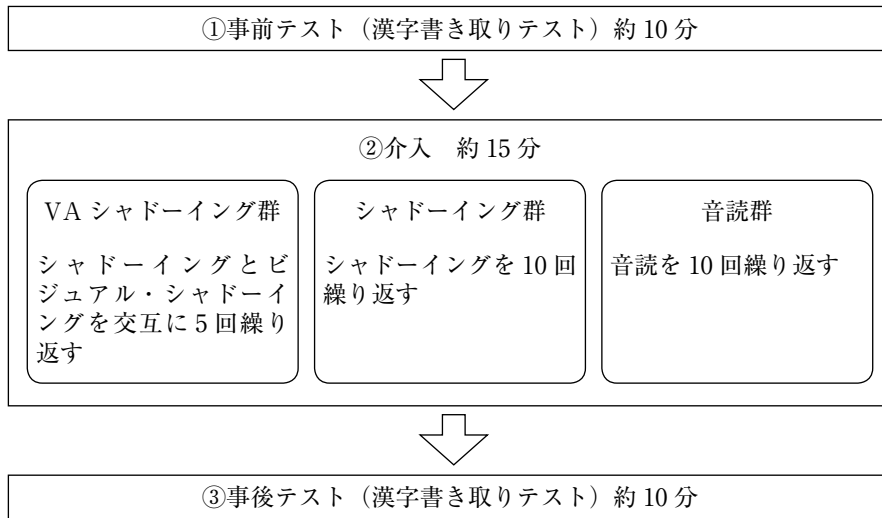 ①事前テスト（漢字書き取りテスト）約 10 分
②介入　約 15 分
VA シャドーイング群
シャドーイングとビ
ジュアル・シャドーイ
ングを交互に 5 回繰り
返す
シャドーイング群
シャドーイングを 10 回
繰り返す
音読群
音読を 10 回繰り返す
③事後テスト（漢字書き取りテスト）約 10 分